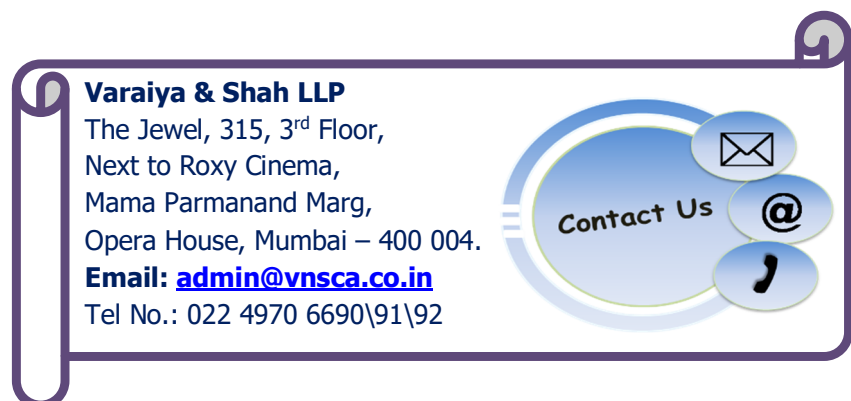 Varaiya & Shah LLP
The Jewel, 315, 3rd Floor,
Next to Roxy Cinema,
Mama Parmanand Marg,
Opera House, Mumbai – 400 004.
Email: admin@vnsca.co.in
Tel No.: 022 4970 6690\91\92
Contact Us
@